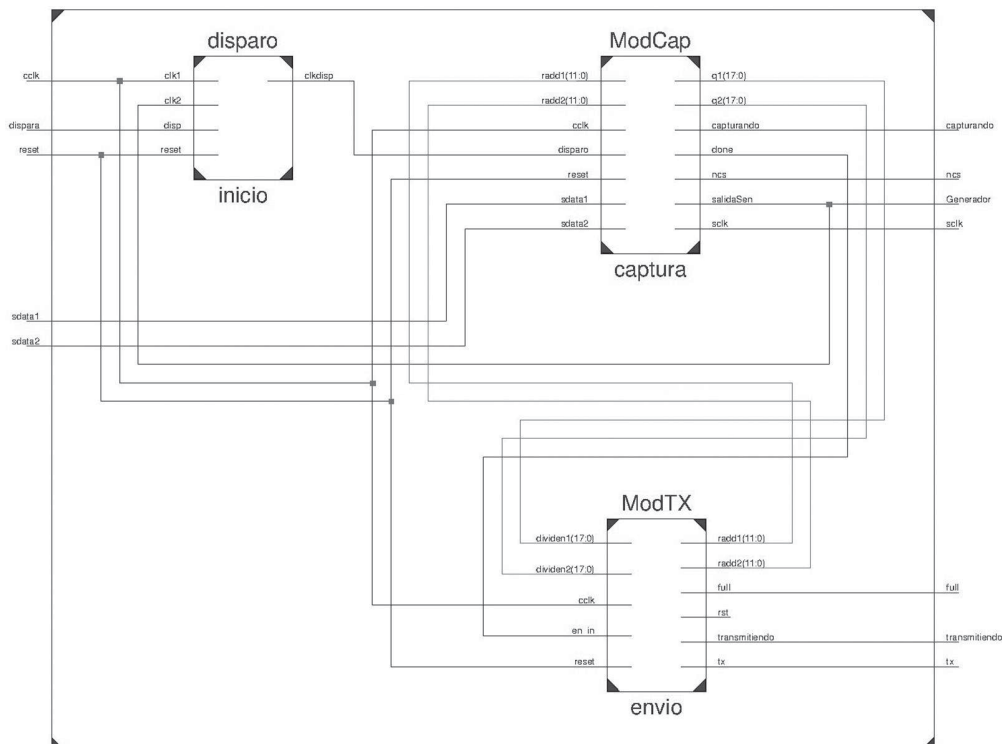 disparo
ModCap
cclk
clk1
clkdisp
clk2
dispara
disp
reset
reset
inicio
radd1(11:0)
q1(17:0)
radd2(11:0)
q2(17:0)
cclk
capturando
capturando
disparo
done
reset
ncs
ncs
sdata1
salidaSen
Generador
sdata2
sclk
sclk
captura
sdata1
sdata2
ModTX
dividen1(17:0)
radd1(11:0)
dividen2(17:0)
radd2(11:0)
full
full
cclk
rst
en in
transmitiendo
transmitiendo
reset
tx
tx
envio